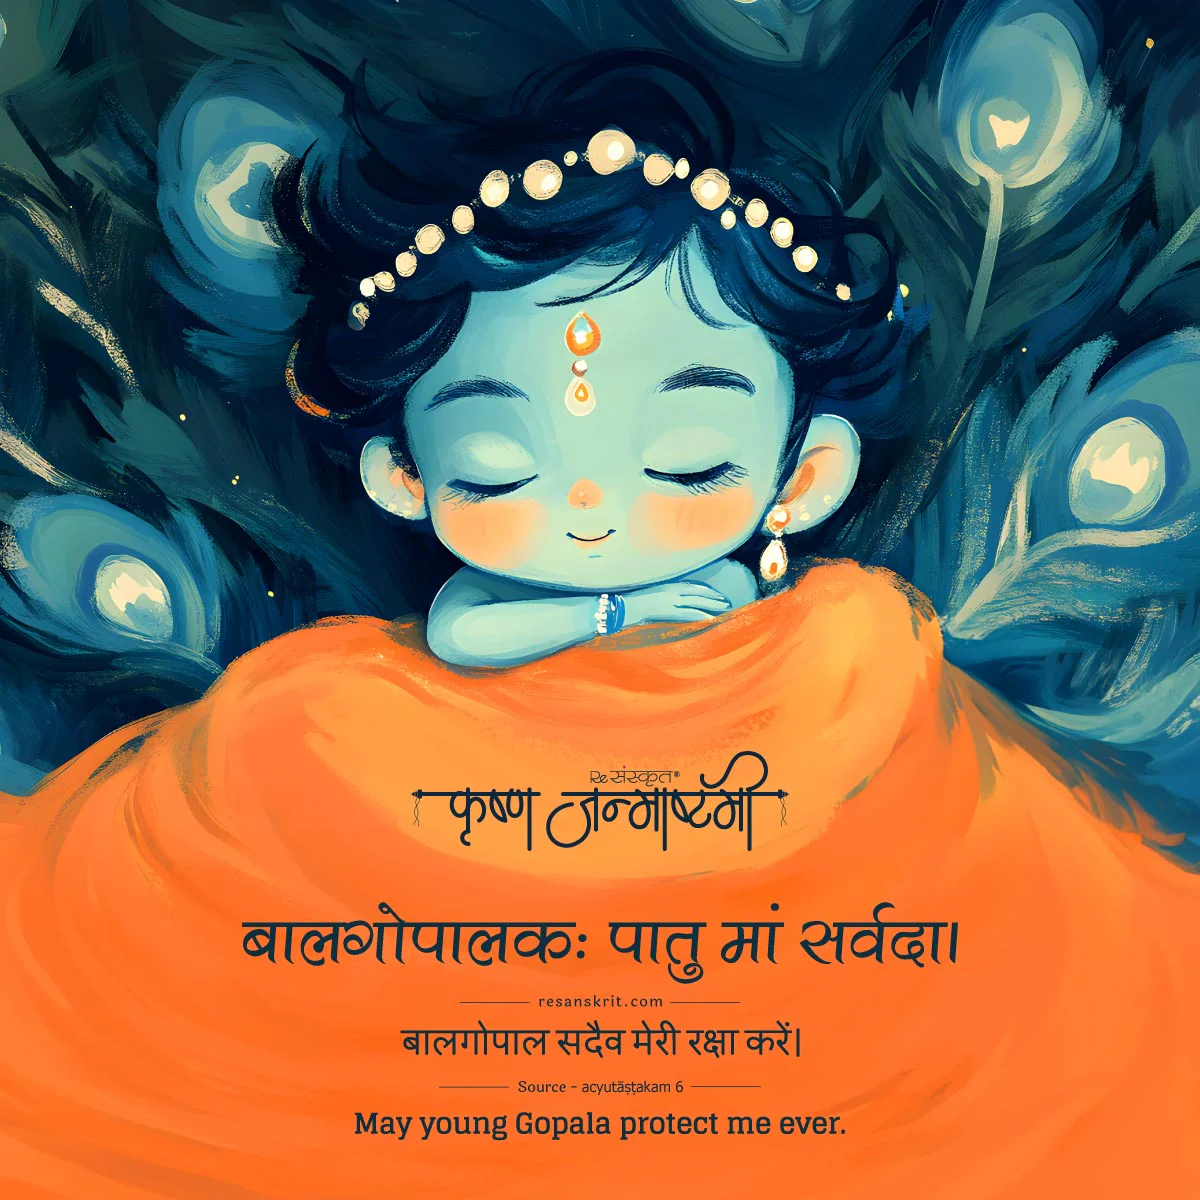 Re संस्कृत®
कृष्ण जन्माष्टमी
बालगोपालकः पातु मां सर्वदा।
resanskrit.com
बालगोपाल सदैव मेरी रक्षा करें।
Source - acyutāṣṭakam 6
May young Gopala protect me ever.